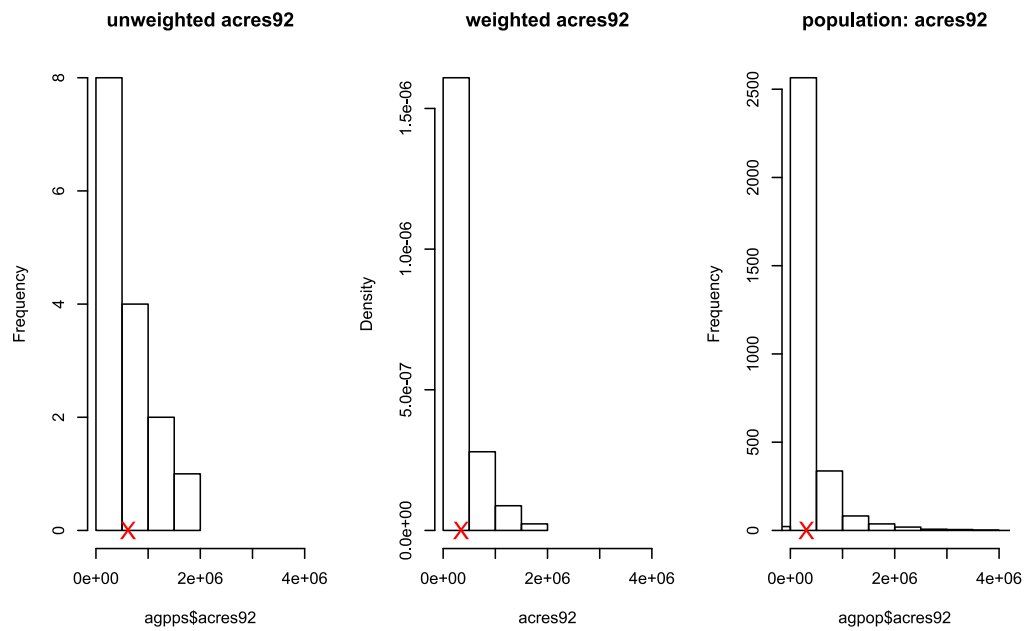 unweighted acres92
Frequency
0
2
4
6
8
0e+00 2e+06 4e+06
agpps$acres92
weighted acres92
Density
0.0e+00
5.0e-07
1.0e-06
1.5e-06
0e+00 2e+06 4e+06
acres92
population: acres92
Frequency
0
500
1000
1500
2000
2500
0e+00 2e+06 4e+06
agpop$acres92